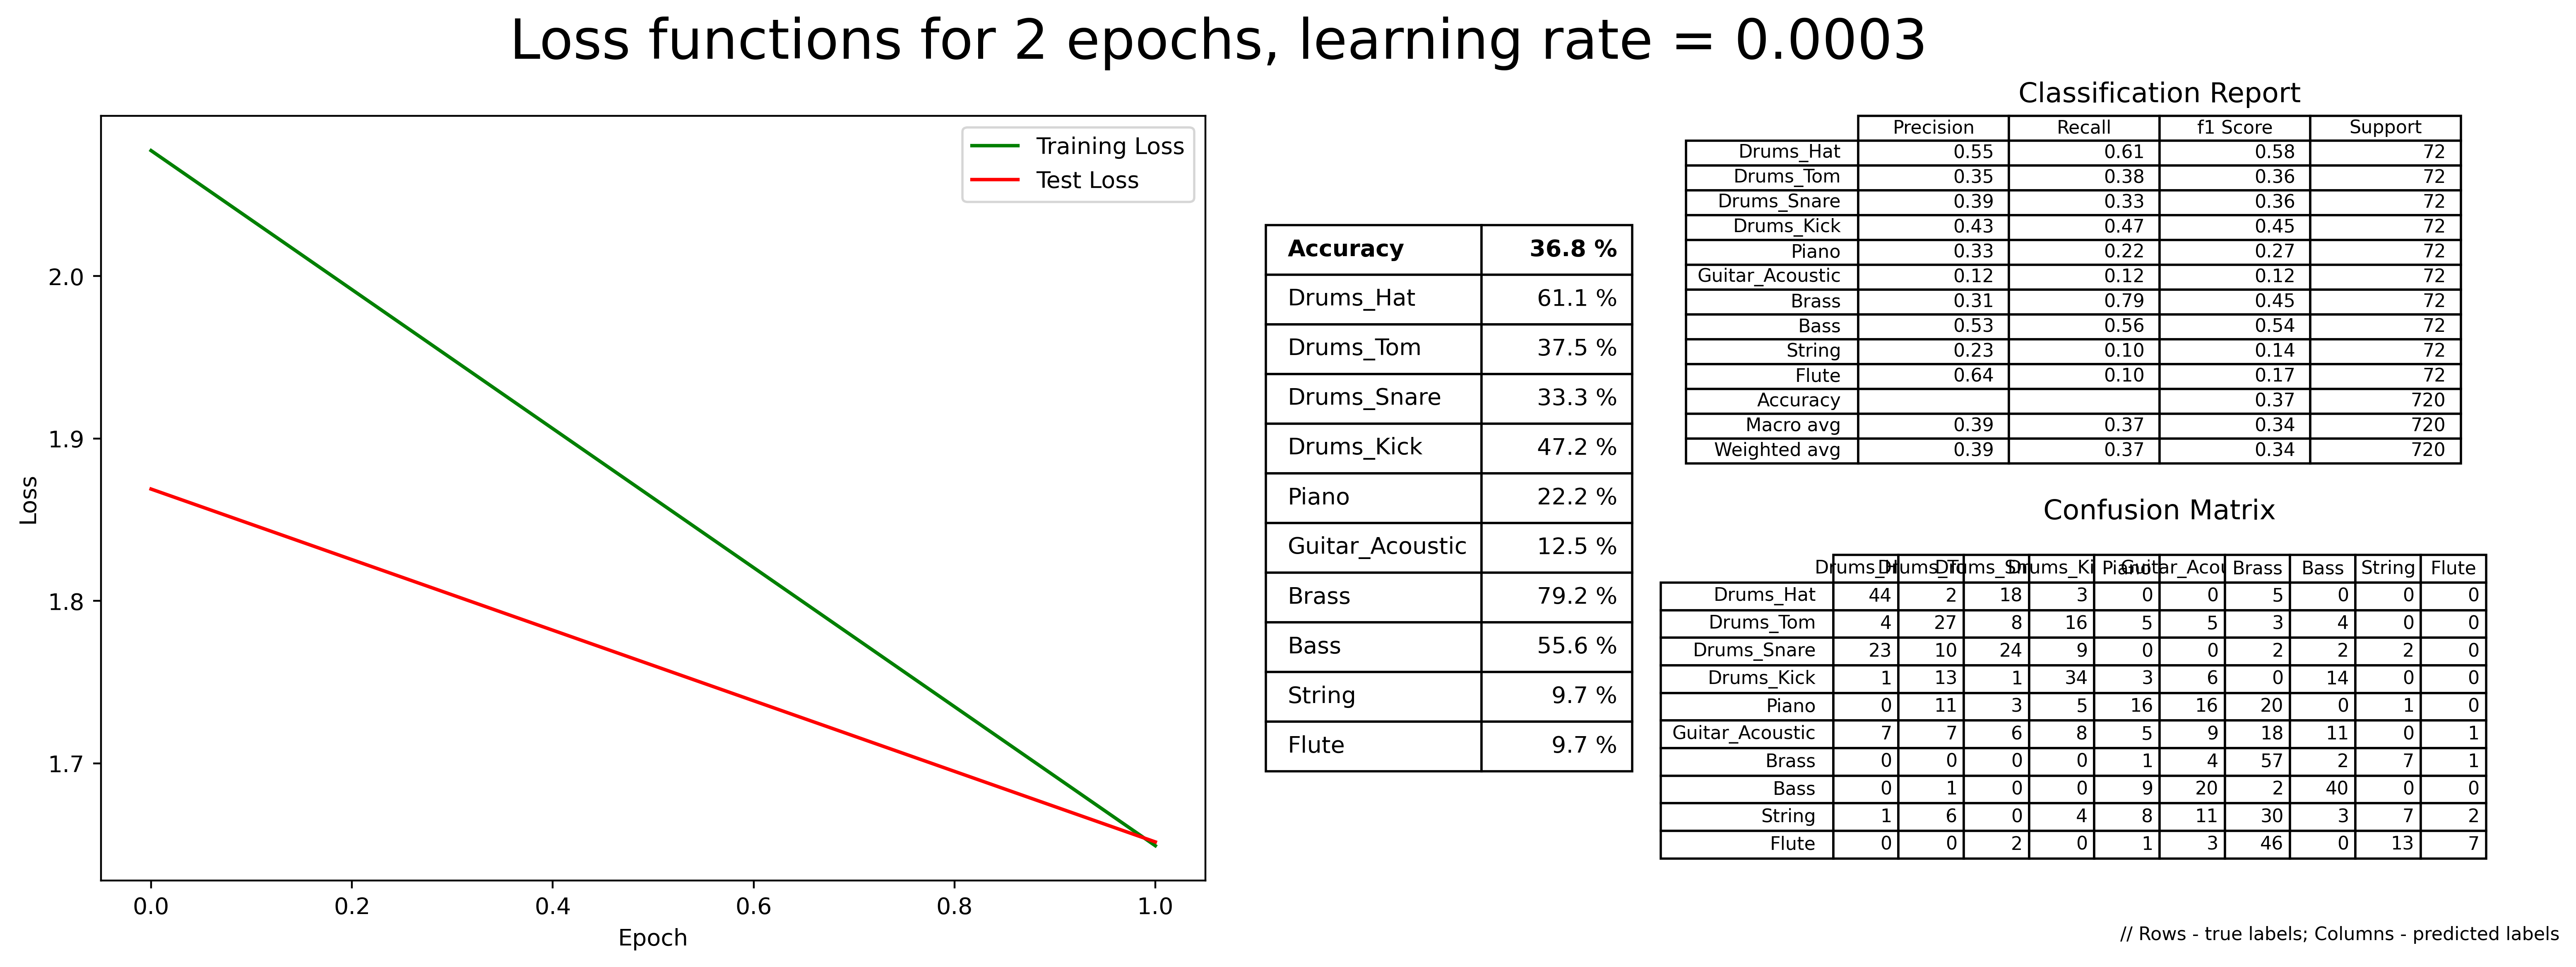 Loss functions for 2 epochs, learning rate = 0.0003
Training Loss
Test Loss
2.0
1.9
1.8
1.7
Loss
0.0 0.2 0.4 0.6 0.8 1.0
Epoch
Accuracy 36.8 %
Drums_Hat 61.1 %
Drums_Tom 37.5 %
Drums_Snare 33.3 %
Drums_Kick 47.2 %
Piano 22.2 %
Guitar_Acoustic 12.5 %
Brass 79.2 %
Bass 55.6 %
String 9.7 %
Flute 9.7 %
Classification Report
Precision Recall f1 Score Support
Drums_Hat 0.55 0.61 0.58 72
Drums_Tom 0.35 0.38 0.36 72
Drums_Snare 0.39 0.33 0.36 72
Drums_Kick 0.43 0.47 0.45 72
Piano 0.33 0.22 0.27 72
Guitar_Acoustic 0.12 0.12 0.12 72
Brass 0.31 0.79 0.45 72
Bass 0.53 0.56 0.54 72
String 0.23 0.10 0.14 72
Flute 0.64 0.10 0.17 72
Accuracy 0.37 720
Macro avg 0.39 0.37 0.34 720
Weighted avg 0.39 0.37 0.34 720
Confusion Matrix
Brass Bass String Flute
Drums_Hat 44 2 18 3 0 0 5 0 0 0
Drums_Tom 4 27 8 16 5 5 3 4 0 0
Drums_Snare 23 10 24 9 0 0 2 2 2 0
Drums_Kick 1 13 1 34 3 6 0 14 0 0
Piano 0 11 3 5 16 16 20 0 1 0
Guitar_Acoustic 7 7 6 8 5 9 18 11 0 1
Brass 0 0 0 0 1 4 57 2 7 1
Bass 0 1 0 0 9 20 2 40 0 0
String 1 6 0 4 8 11 30 3 7 2
Flute 0 0 2 0 1 3 46 0 13 7
// Rows - true labels; Columns - predicted labels